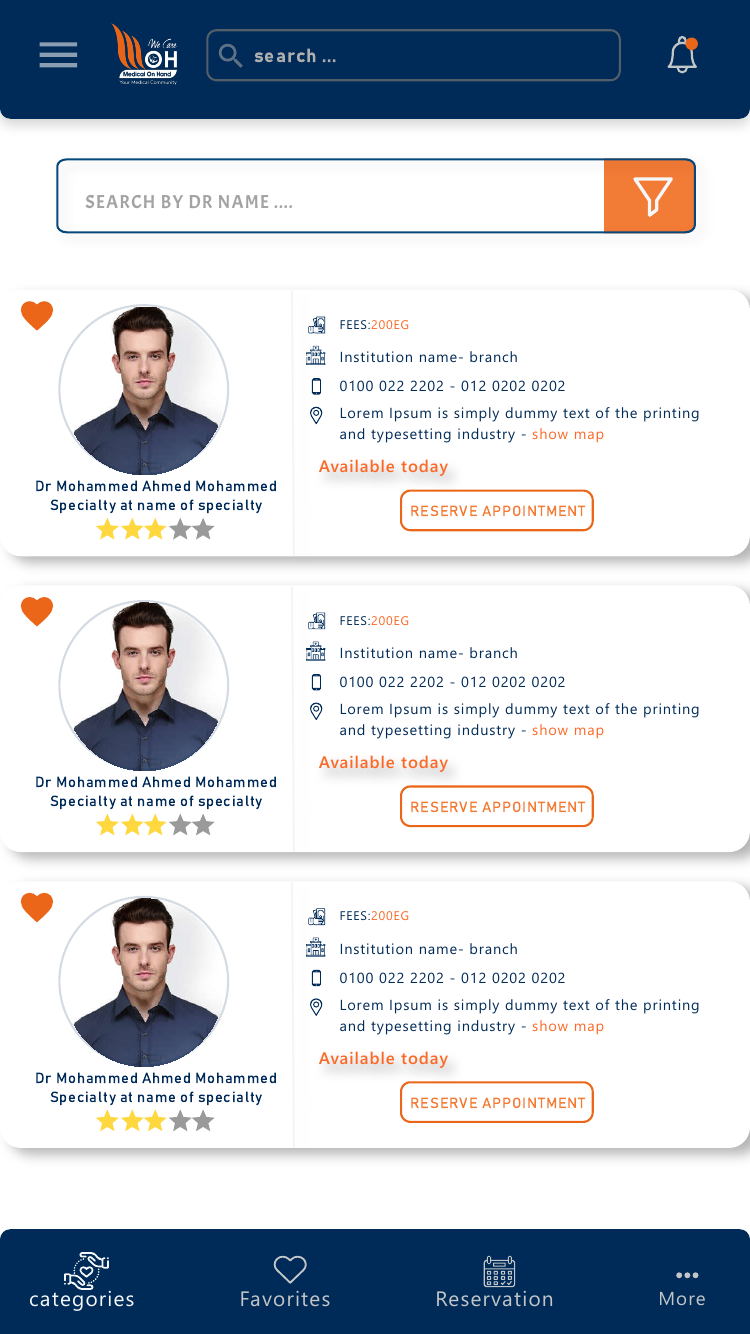 We Care
OH
Medical On Hand
Your Medical Community
search ...
SEARCH BY DR NAME ....
FEES:200EG
Institution name- branch
0100 022 2202 - 012 0202 0202
Lorem Ipsum is simply dummy text of the printing
and typesetting industry - show map
Available today
RESERVE APPOINTMENT
Dr Mohammed Ahmed Mohammed
Specialty at name of specialty
FEES:200EG
Institution name- branch
0100 022 2202 - 012 0202 0202
Lorem Ipsum is simply dummy text of the printing
and typesetting industry - show map
Available today
RESERVE APPOINTMENT
Dr Mohammed Ahmed Mohammed
Specialty at name of specialty
FEES:200EG
Institution name- branch
0100 022 2202 - 012 0202 0202
Lorem Ipsum is simply dummy text of the printing
and typesetting industry - show map
Available today
RESERVE APPOINTMENT
Dr Mohammed Ahmed Mohammed
Specialty at name of specialty
categories
Favorites
Reservation
More